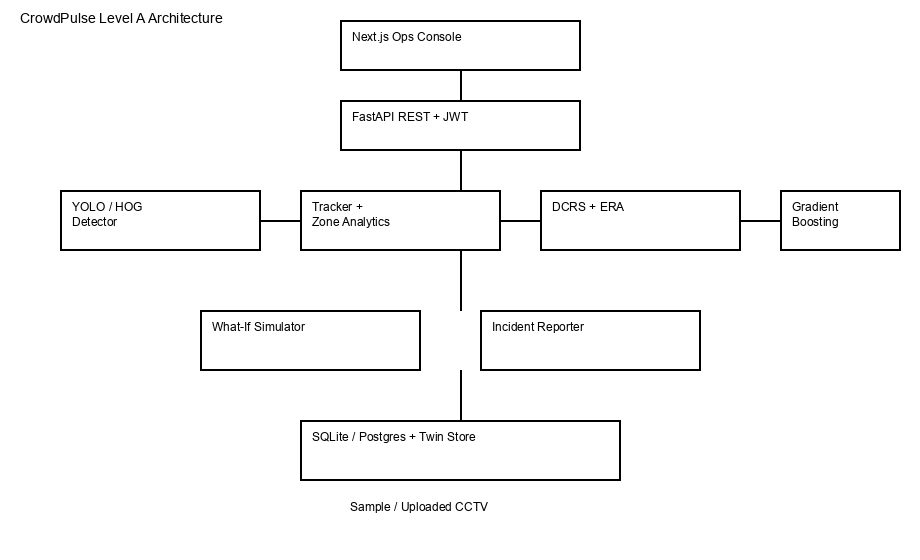 CrowdPulse Level A Architecture
Next.js Ops Console
FastAPI REST + JWT
YOLO / HOG
Detector
Tracker +
Zone Analytics
DCRS + ERA
Gradient
Boosting
What-If Simulator
Incident Reporter
SQLite / Postgres + Twin Store
Sample / Uploaded CCTV